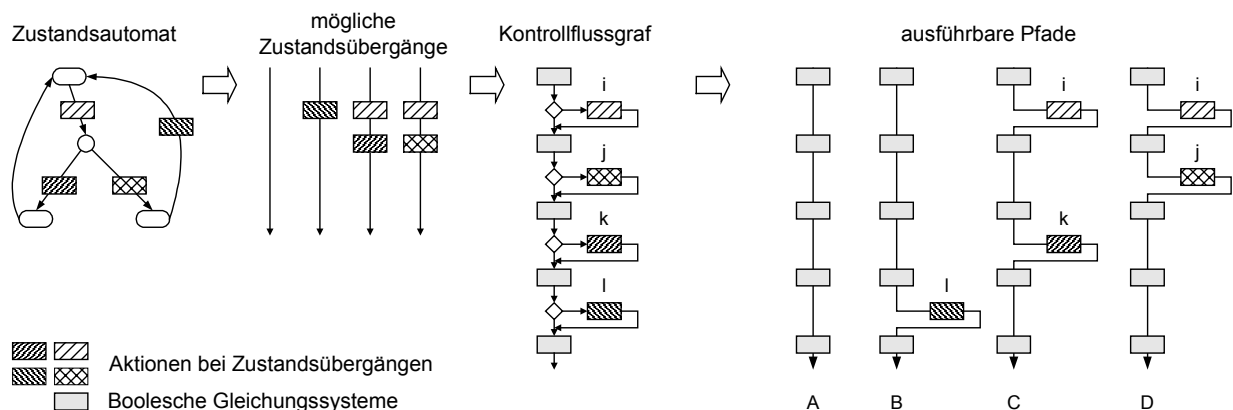 Zustandsautomat
mögliche
Zustandsübergänge
Kontrollflussgraf
ausführbare Pfade
i
j
k
l
l
i
k
i
j
Aktionen bei Zustandsübergängen
Boolesche Gleichungssysteme
A B C D